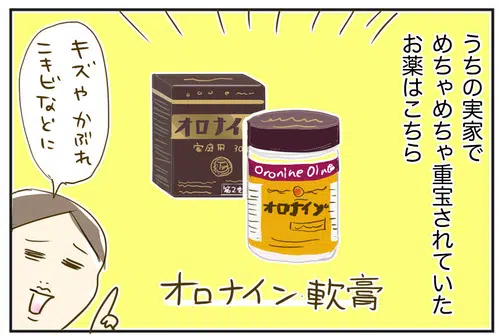 うちの実家で
めちゃめちゃ重宝されていた
お薬はこちら
キズや かぶれ
ニキビなどに
オロナイン
家庭用
oronine Oin
オロナイン
オロナイン軟膏